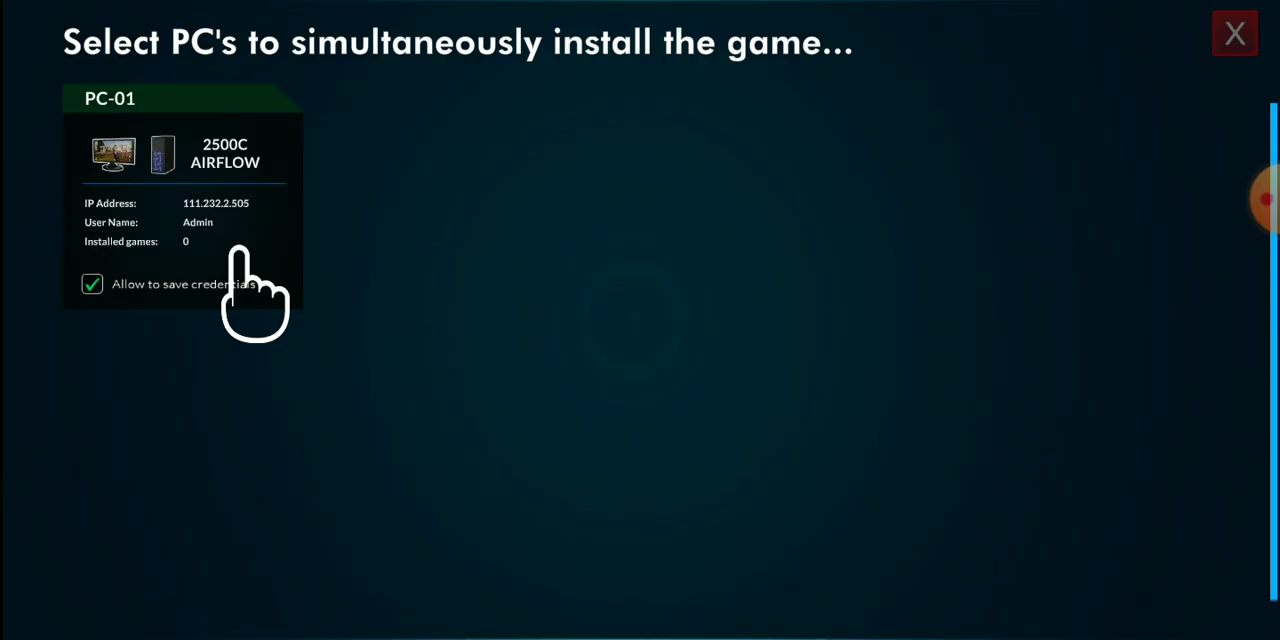 Select PC's to simultaneously install the game...
X
PC-01
2500C
AIRFLOW
IP Address: 111.232.2.505
User Name: Admin
Installed games: 0
Allow to save credentials